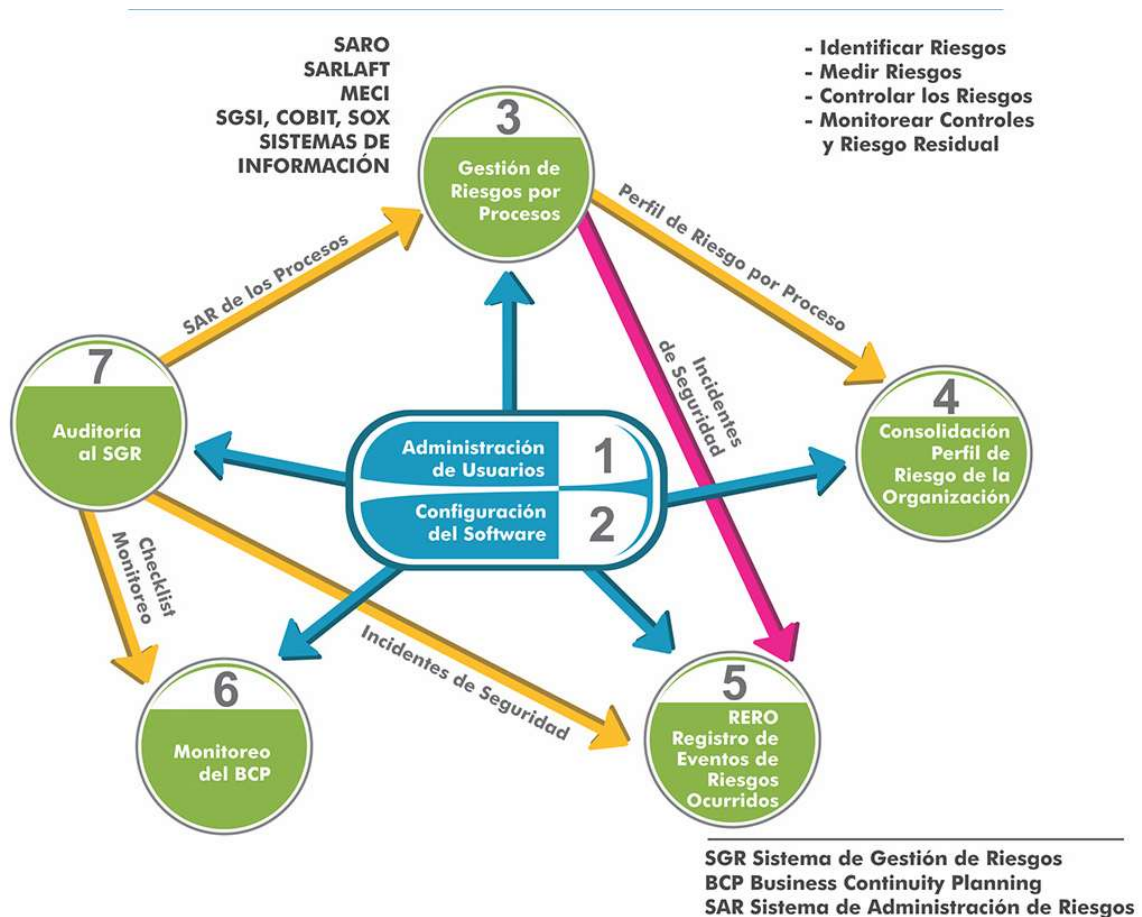 SARO
SARLAFT
MECI
SGSI, COBIT, SOX
SISTEMAS DE
INFORMACIÓN
- Identificar Riesgos
- Medir Riesgos
- Controlar los Riesgos
- Monitorear Controles
y Riesgo Residual
3
Gestión de
Riesgos por
Procesos
SAR de los Procesos
Perfil de Riesgo por Proceso
Incidentes
de Seguridad
7
Auditoría
al SGR
4
Consolidación
Perfil de
Riesgo de la
Organización
Administración
de Usuarios
1
Configuración
del Software
2
Checklist
Monitoreo
Incidentes de Seguridad
6
Monitoreo
del BCP
5
RERO
Registro de
Eventos de
Riesgos
Ocurridos
SGR Sistema de Gestión de Riesgos
BCP Business Continuity Planning
SAR Sistema de Administración de Riesgos